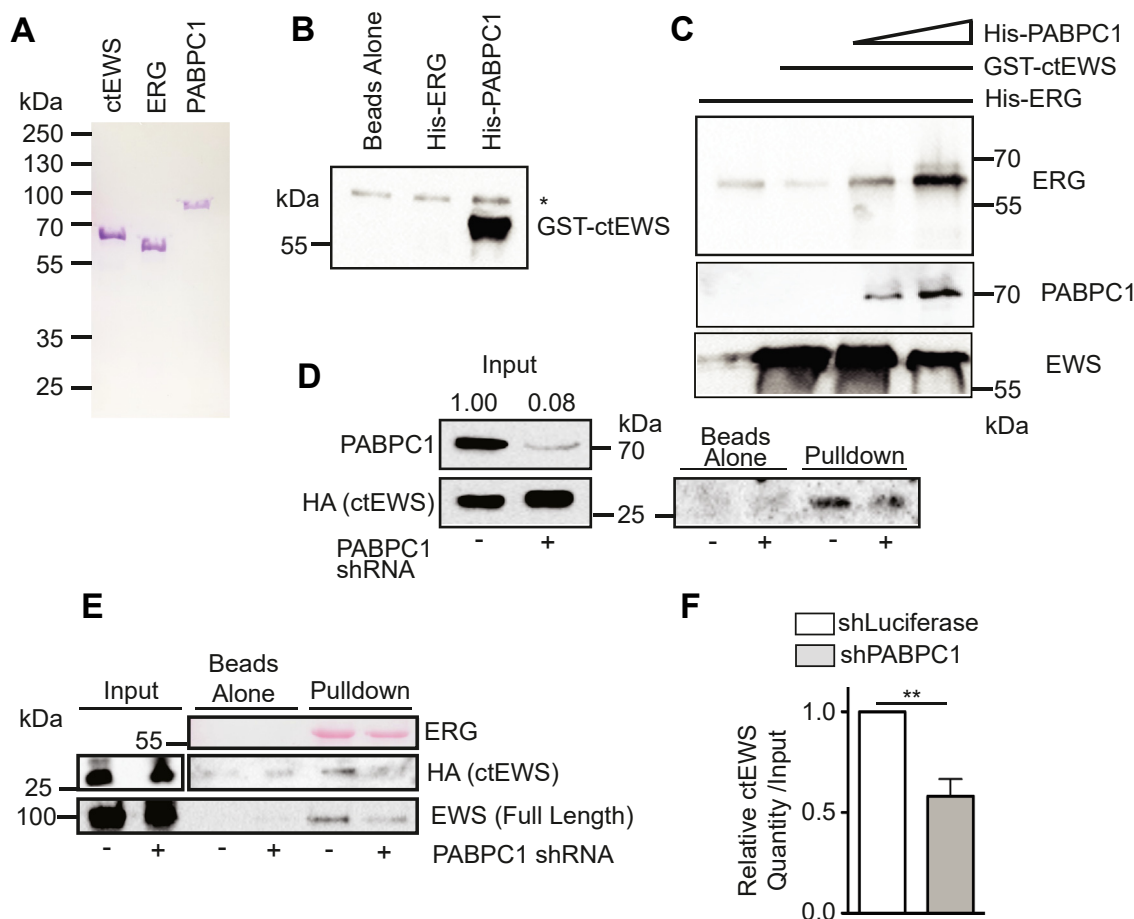 A
kDa
ctEWS
ERG
PABPC1
250
130
100
70
55
35
25
B
Beads Alone
His-ERG
His-PABPC1
kDa
*
GST-ctEWS
55
C
His-PABPC1
GST-ctEWS
His-ERG
70
ERG
55
70
PABPC1
EWS
55
kDa
D
Input
1.00 0.08
kDa
PABPC1
70
HA (ctEWS)
25
PABPC1
shRNA
- +
Beads
Alone
Pulldown
- + - +
E
Input
Beads
Alone
Pulldown
kDa
55
ERG
25
HA (ctEWS)
100
EWS (Full Length)
- + - + - +
PABPC1 shRNA
F
shLuciferase
shPABPC1
**
1.0
0.5
0.0
Relative ctEWS
Quantity /Input